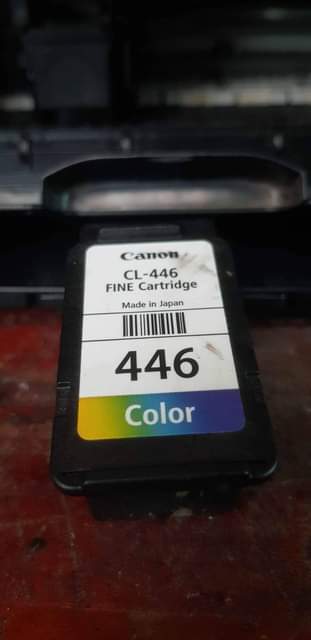 Canon
CL-446
FINE Cartridge
Made in Japan
446
Color